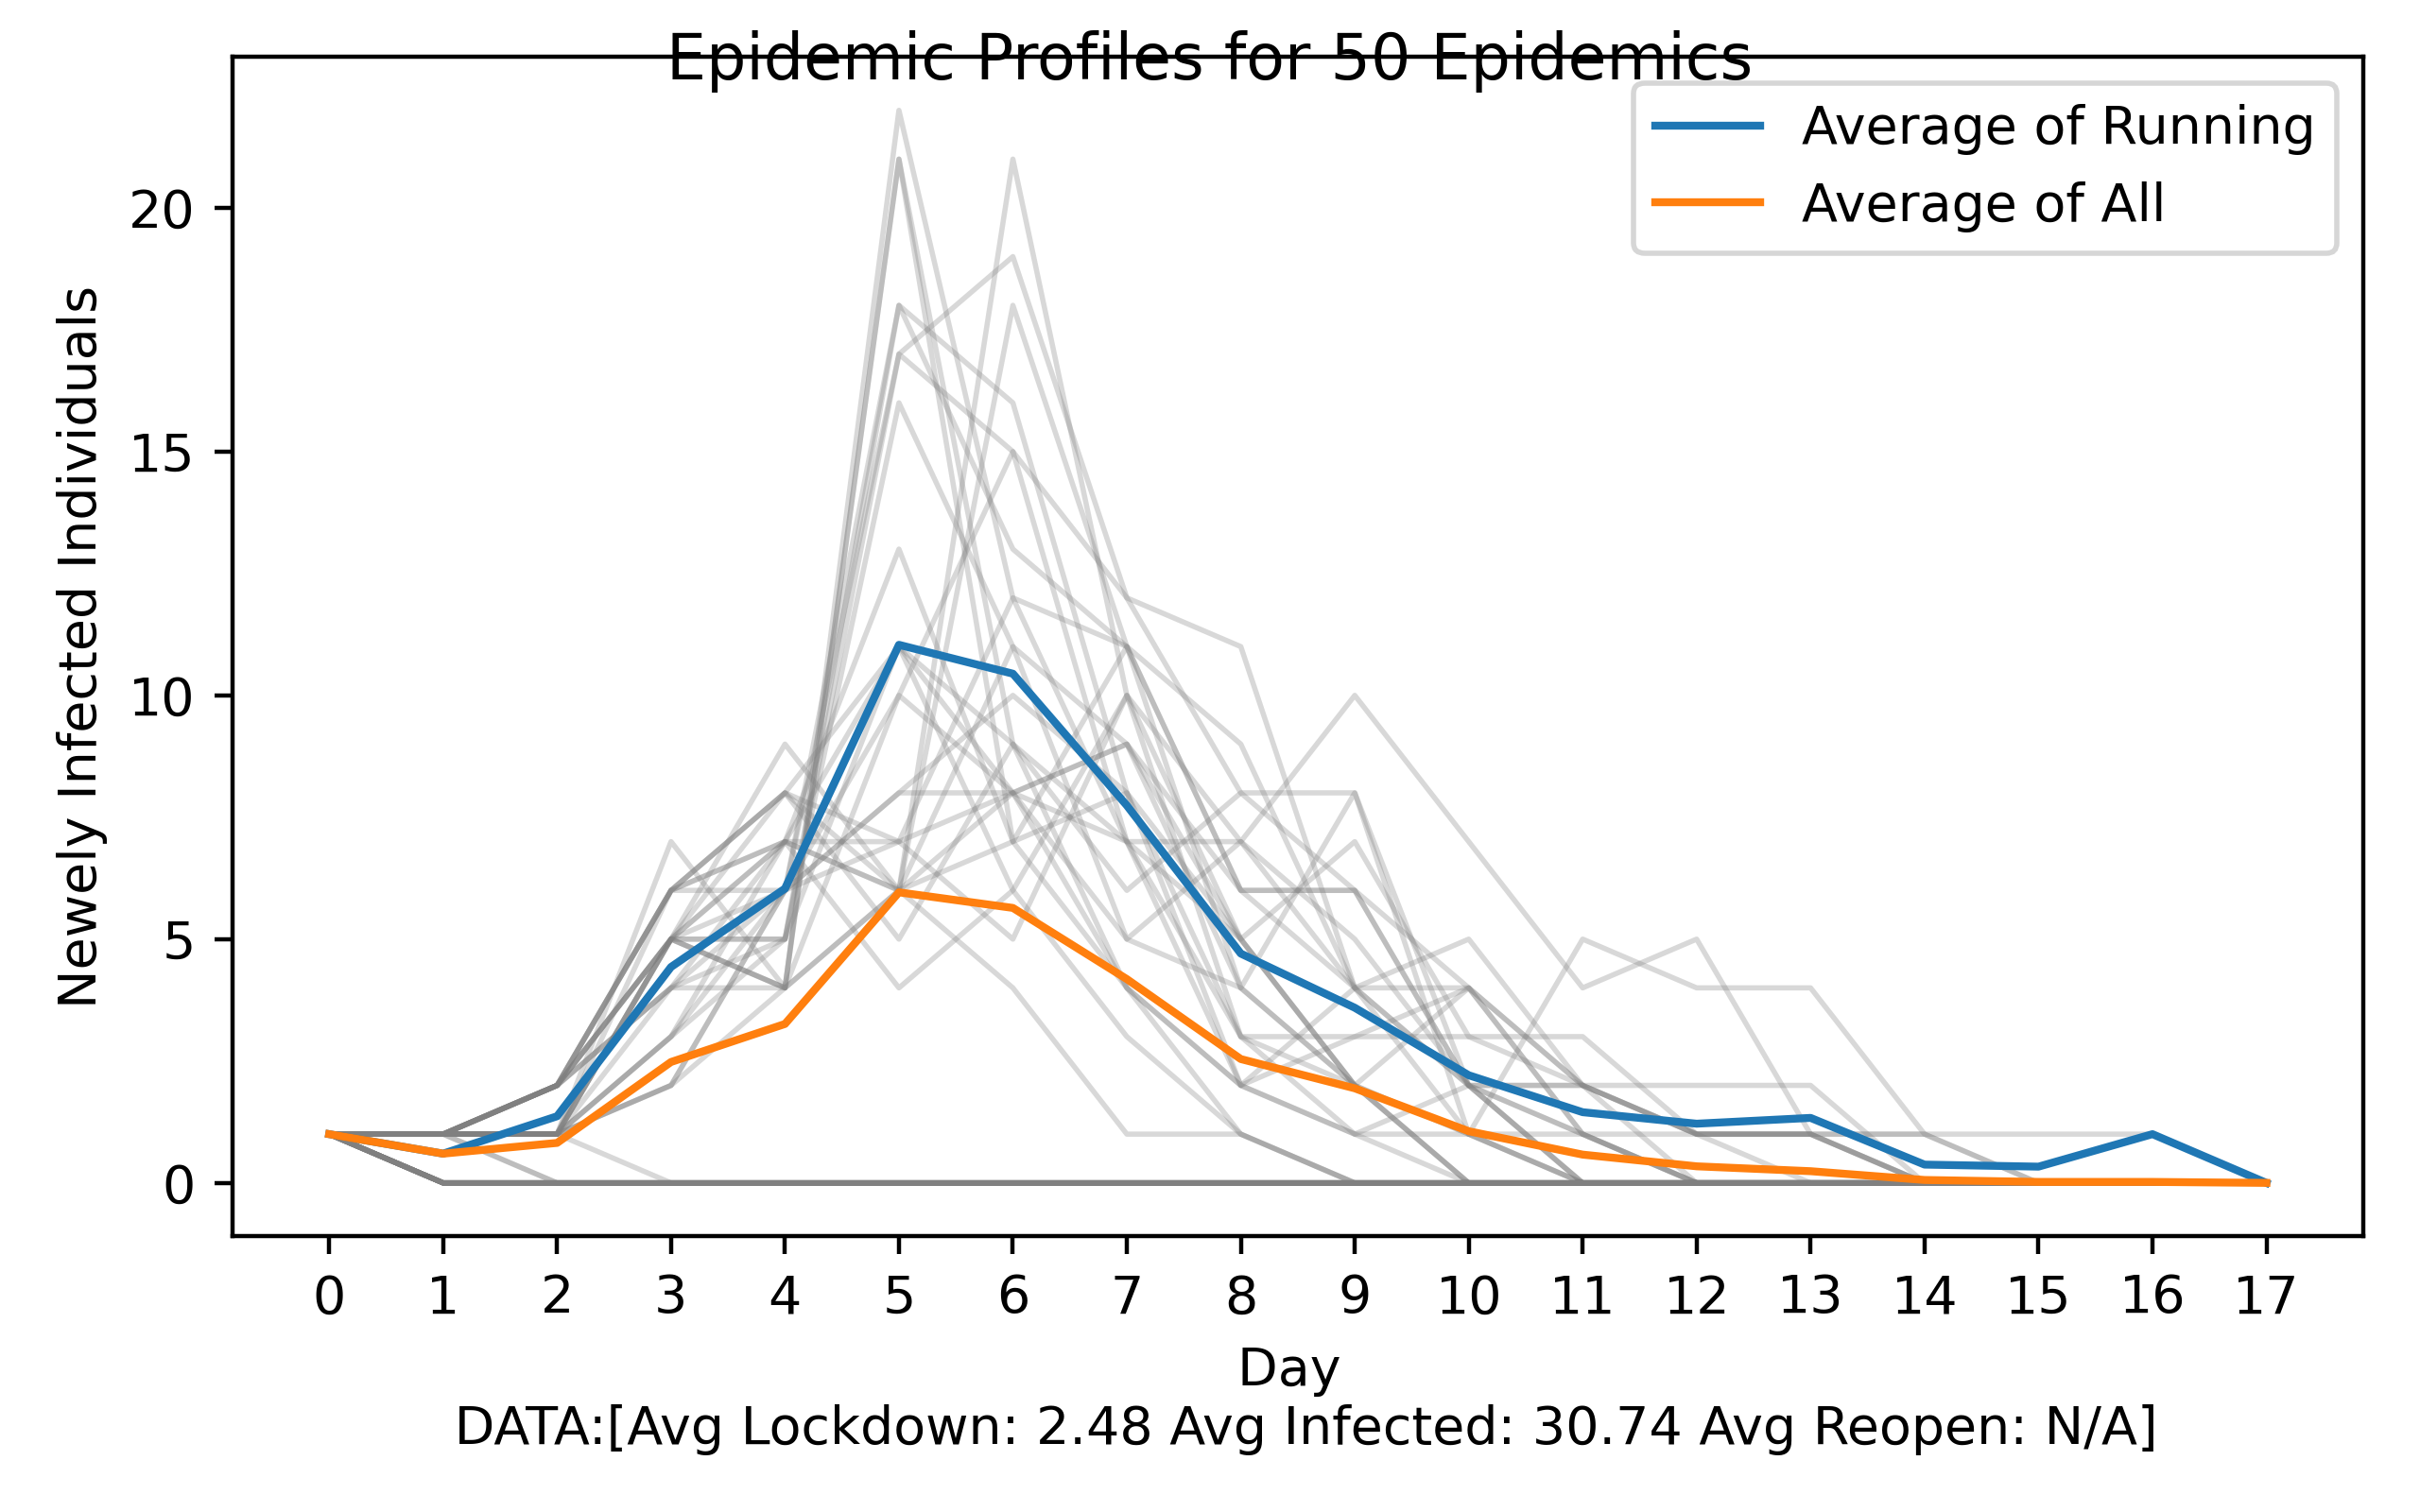 Epidemic Profiles for 50 Epidemics
Average of Running
Average of All
Newely Infected Individuals
20
15
10
5
0
0 1 2 3 4 5 6 7 8 9 10 11 12 13 14 15 16 17
Day
DATA:[Avg Lockdown: 2.48 Avg Infected: 30.74 Avg Reopen: N/A]